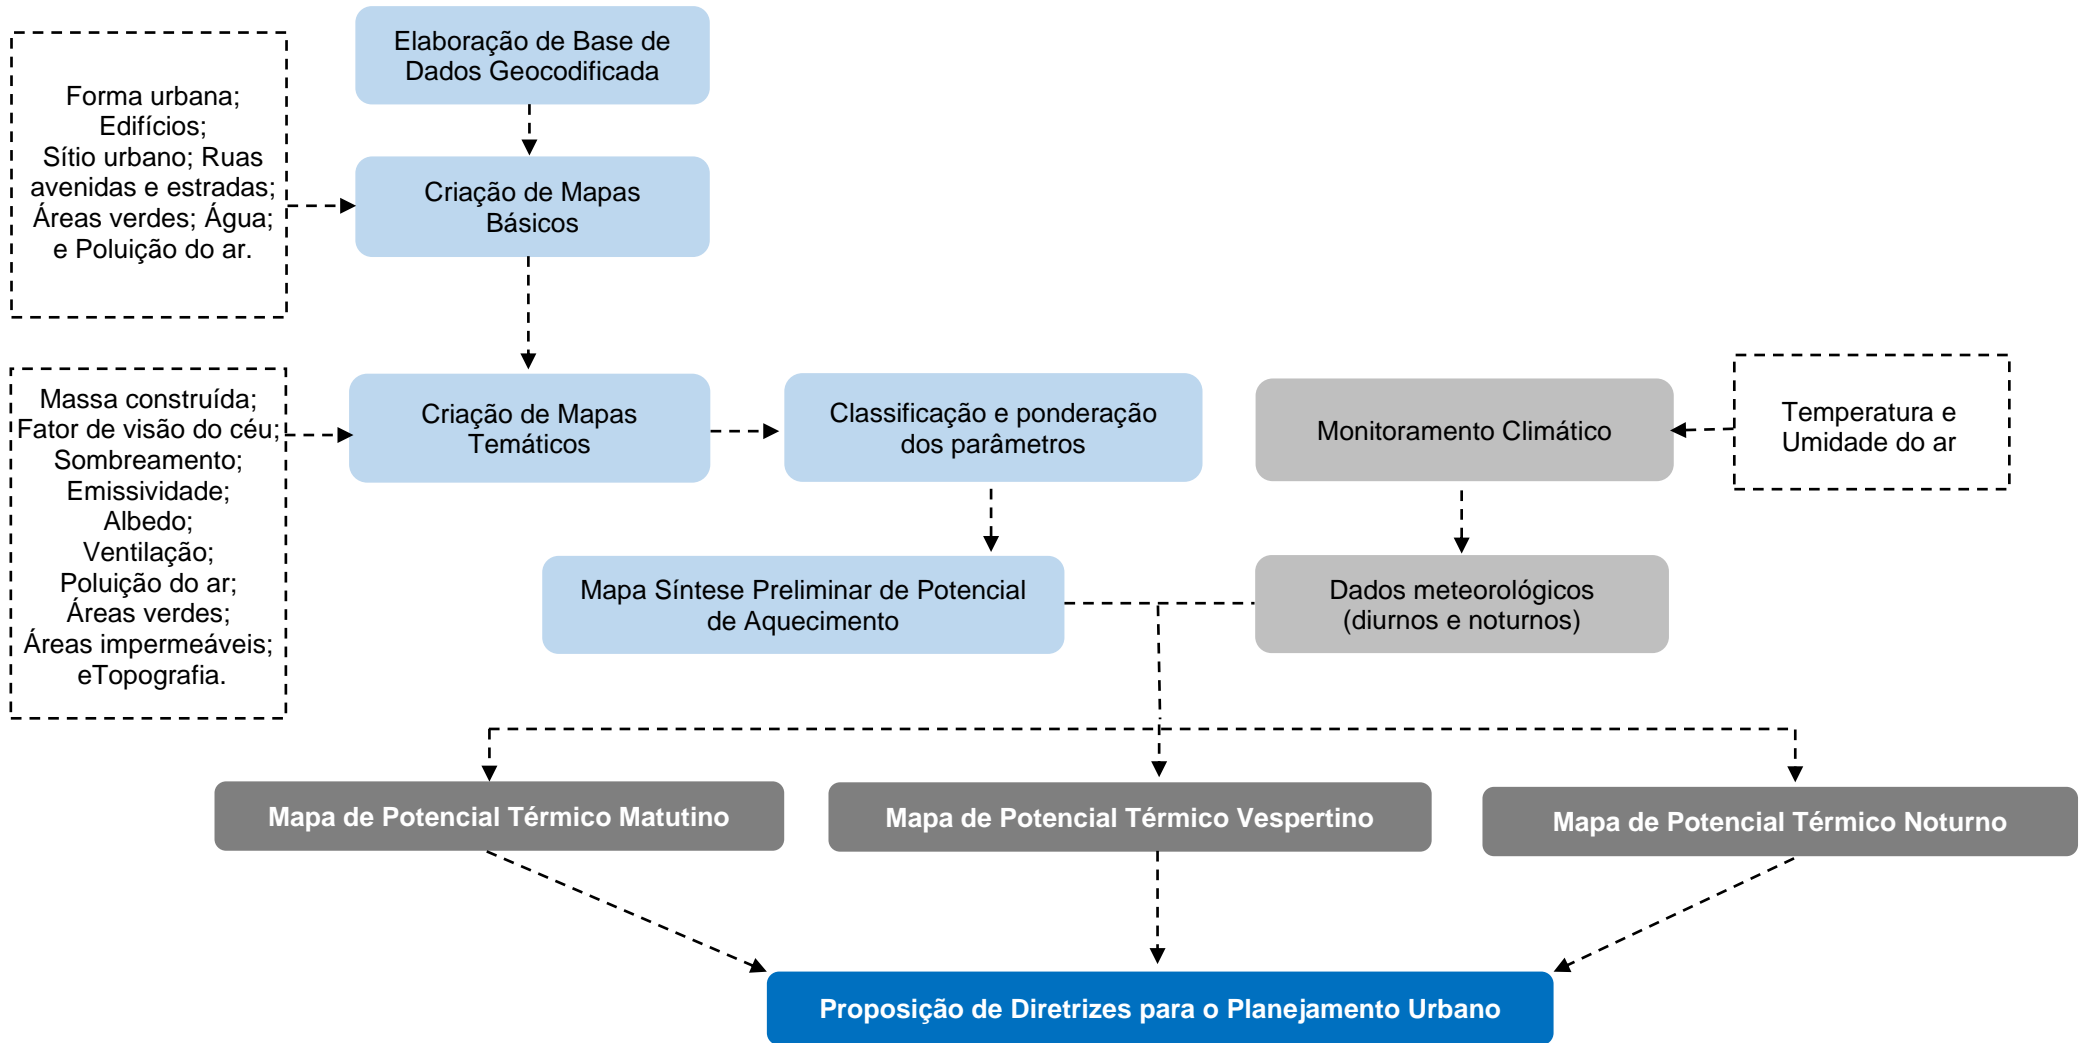 Elaboração de Base de
Dados Geocodificada
Forma urbana;
Edifícios;
Sítio urbano; Ruas
avenidas e estradas;
Áreas verdes; Água;
e Poluição do ar.
Criação de Mapas
Básicos
Massa construída;
Fator de visão do céu;
Sombreamento;
Emissividade;
Albedo;
Ventilação;
Poluição do ar;
Áreas verdes;
Áreas impermeáveis;
eTopografia.
Criação de Mapas
Temáticos
Classificação e ponderação
dos parâmetros
Monitoramento Climático
Temperatura e
Umidade do ar
Mapa Síntese Preliminar de Potencial
de Aquecimento
Dados meteorológicos
(diurnos e noturnos)
Mapa de Potencial Térmico Matutino
Mapa de Potencial Térmico Vespertino
Mapa de Potencial Térmico Noturno
Proposição de Diretrizes para o Planejamento Urbano